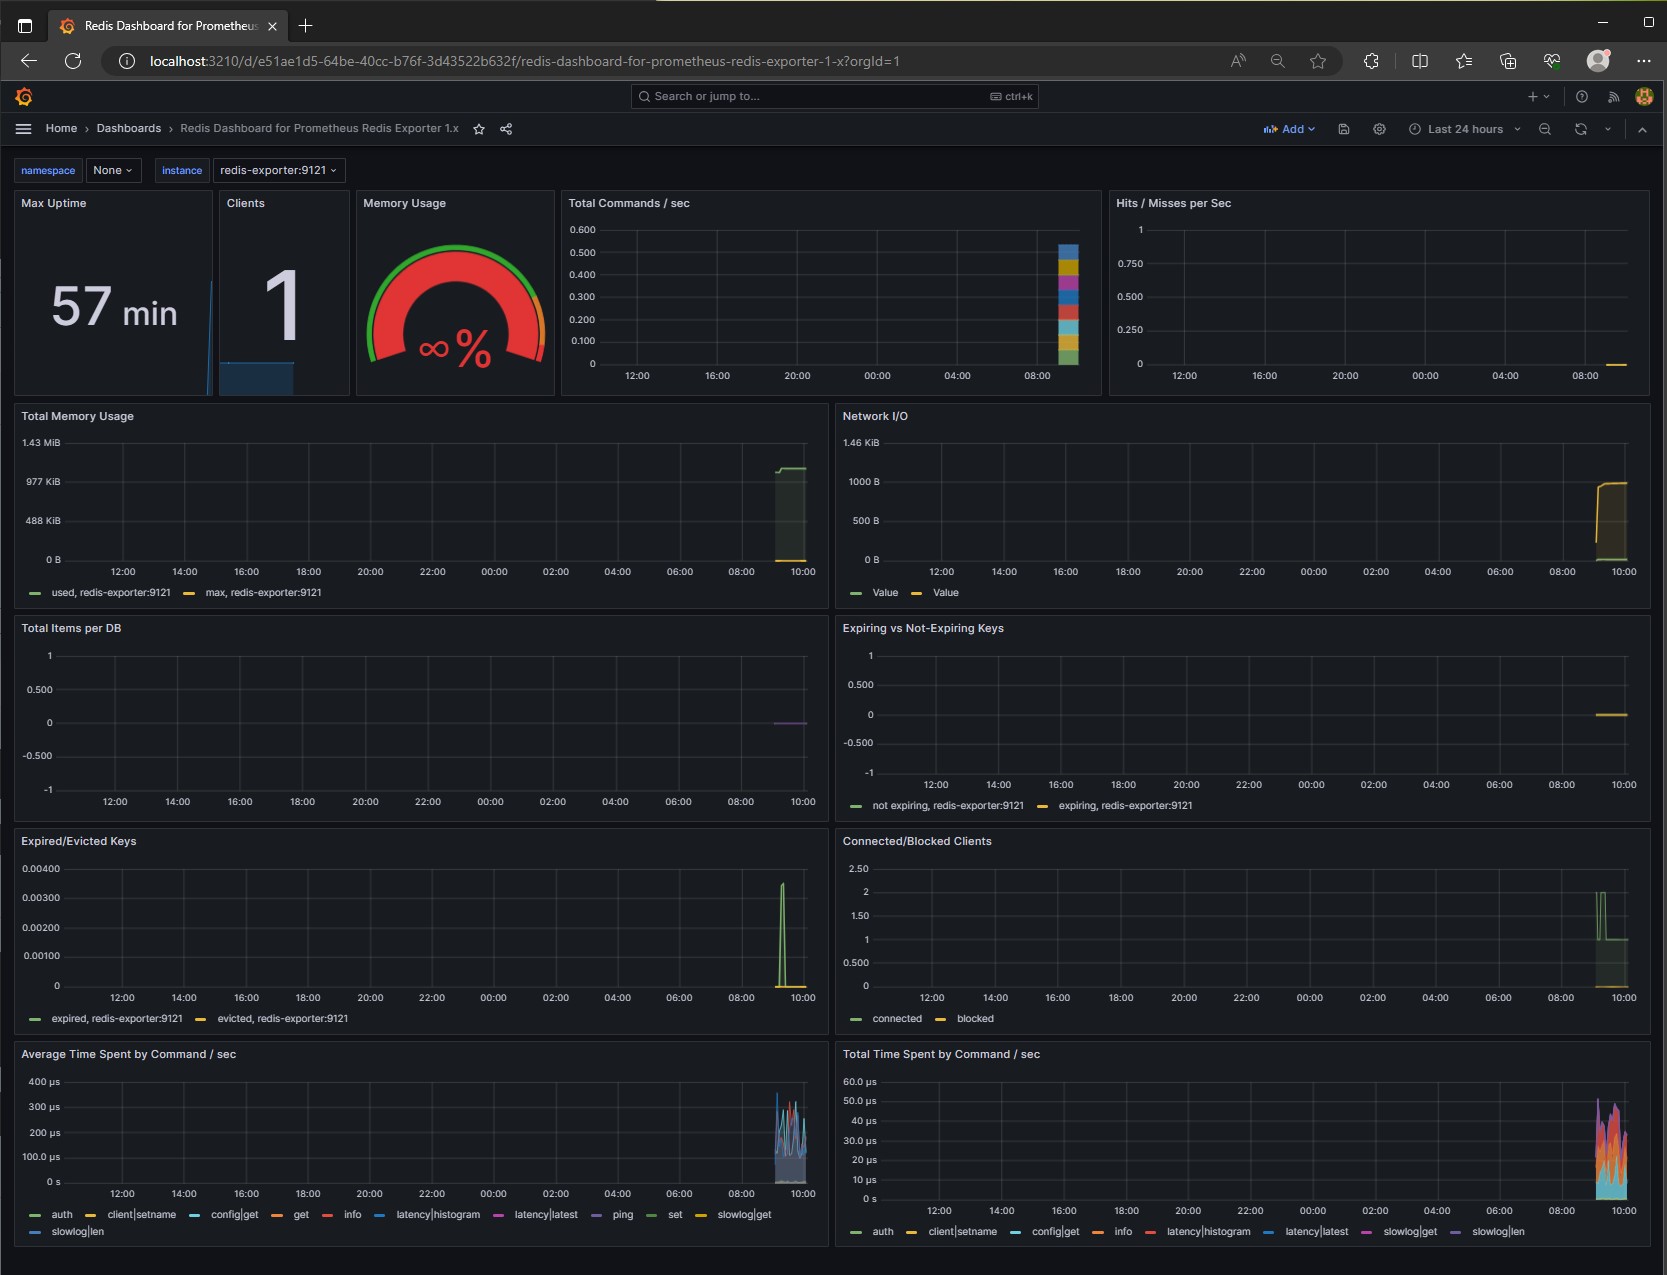 Redis Dashboard for Prometheus
localhost:3210/d/e51ae1d5-64be-40cc-b76f-3d43522b632f/redis-dashboard-for-prometheus-redis-exporter-1-x?orgId=1
Search or jump to...
ctrl+k
Home › Dashboards › Redis Dashboard for Prometheus Redis Exporter 1.x
Add
Last 24 hours
namespace None instance redis-exporter:9121
Max Uptime
57 min
Clients
1
Memory Usage
∞%
Total Commands / sec
0.600
0.500
0.400
0.300
0.200
0.100
0
12:00 16:00 20:00 00:00 04:00 08:00
Hits / Misses per Sec
1
0.750
0.500
0.250
0
12:00 16:00 20:00 00:00 04:00 08:00
Total Memory Usage
1.43 MiB
977 KiB
488 KiB
0 B
12:00 14:00 16:00 18:00 20:00 22:00 00:00 02:00 04:00 06:00 08:00 10:00
used, redis-exporter:9121 max, redis-exporter:9121
Network I/O
1.46 KiB
1000 B
500 B
0 B
12:00 14:00 16:00 18:00 20:00 22:00 00:00 02:00 04:00 06:00 08:00 10:00
Value Value
Total Items per DB
1
0.500
0
-0.500
-1
12:00 14:00 16:00 18:00 20:00 22:00 00:00 02:00 04:00 06:00 08:00 10:00
Expiring vs Not-Expiring Keys
1
0.500
0
-0.500
-1
12:00 14:00 16:00 18:00 20:00 22:00 00:00 02:00 04:00 06:00 08:00 10:00
not expiring, redis-exporter:9121 expiring, redis-exporter:9121
Expired/Evicted Keys
0.00400
0.00300
0.00200
0.00100
0
12:00 14:00 16:00 18:00 20:00 22:00 00:00 02:00 04:00 06:00 08:00 10:00
expired, redis-exporter:9121 evicted, redis-exporter:9121
Connected/Blocked Clients
2.50
2
1.50
1
0.500
0
12:00 14:00 16:00 18:00 20:00 22:00 00:00 02:00 04:00 06:00 08:00 10:00
connected blocked
Average Time Spent by Command / sec
400 µs
300 µs
200 µs
100.0 µs
0 s
12:00 14:00 16:00 18:00 20:00 22:00 00:00 02:00 04:00 06:00 08:00 10:00
auth client|setname config|get get info latency|histogram latency|latest ping set slowlog|get
slowlog|len
Total Time Spent by Command / sec
60.0 µs
50.0 µs
40 µs
30.0 µs
20 µs
10 µs
0 s
12:00 14:00 16:00 18:00 20:00 22:00 00:00 02:00 04:00 06:00 08:00 10:00
auth client|setname config|get info latency|histogram latency|latest slowlog|get slowlog|len